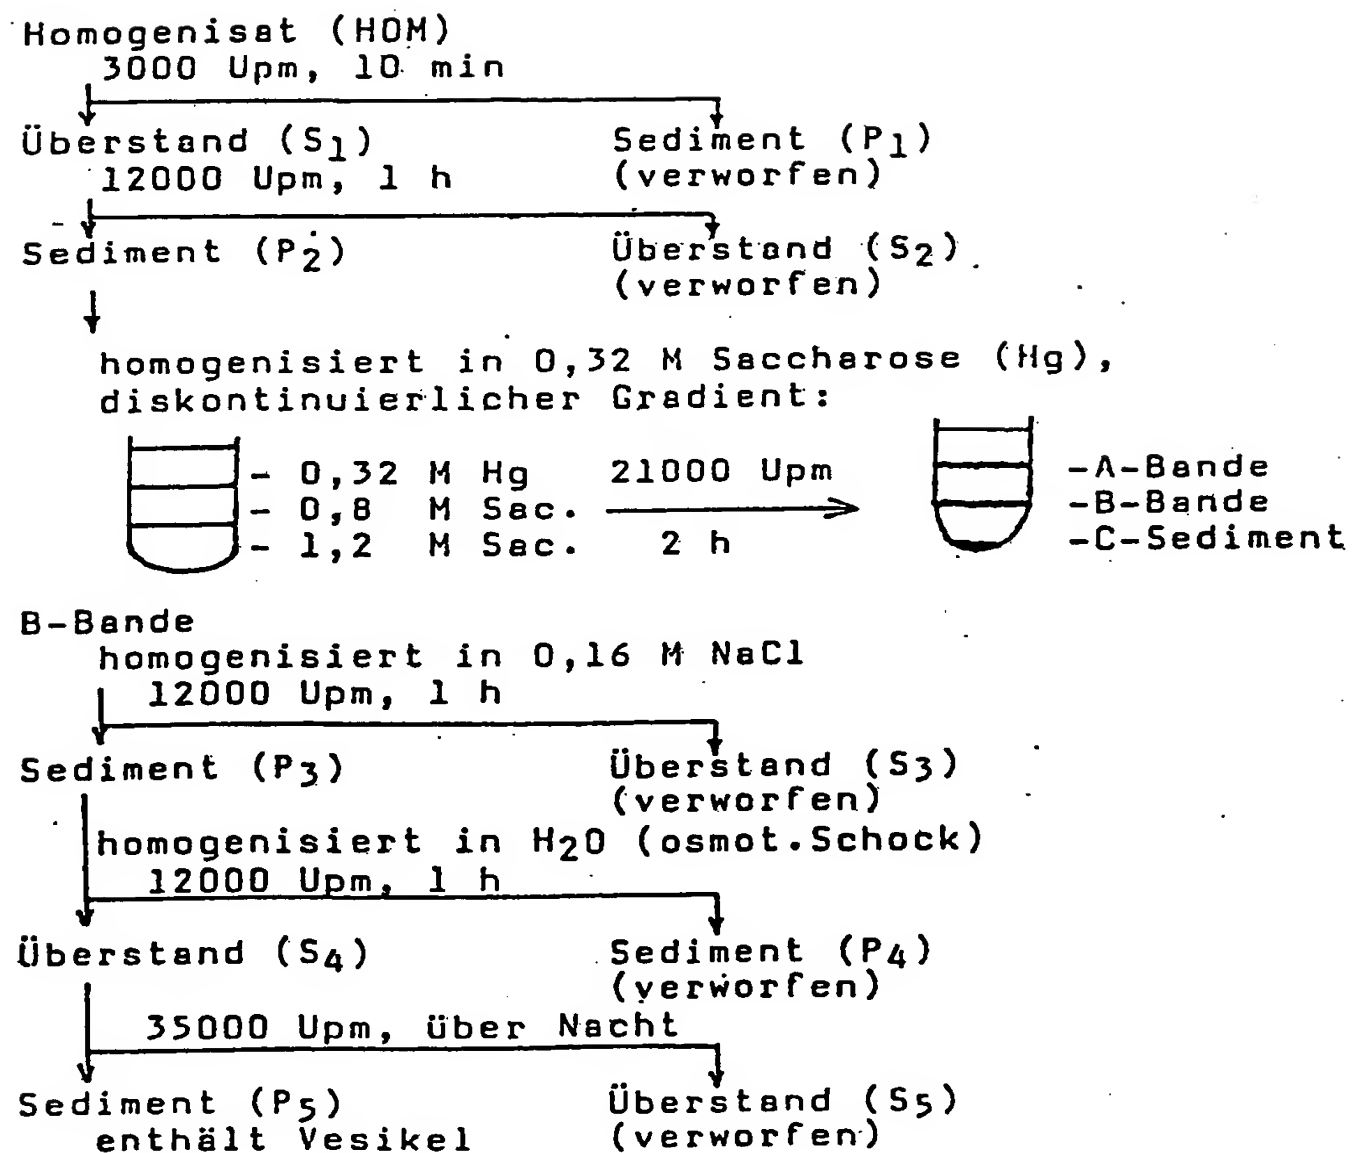 Homogenisat (HOM)
3000 Upm, 10 min
Überstand (S1) Sediment (P1)
12000 Upm, 1 h (verworfen)
Sediment (P2) Überstand (S2)
(verworfen)
homogenisiert in 0,32 M Saccharose (Hg),
diskontinuierlicher Gradient:
- 0,32 M Hg 21000 Upm -A-Bande
- 0,8 M Sac. -B-Bande
- 1,2 M Sac. 2 h -C-Sediment
B-Bande
homogenisiert in 0,16 M NaCl
12000 Upm, 1 h
Sediment (P3) Überstand (S3)
(verworfen)
homogenisiert in H2O (osmot.Schock)
12000 Upm, 1 h
Überstand (S4) Sediment (P4)
(verworfen)
35000 Upm, über Nacht
Sediment (P5) Überstand (S5)
enthält Vesikel (verworfen)